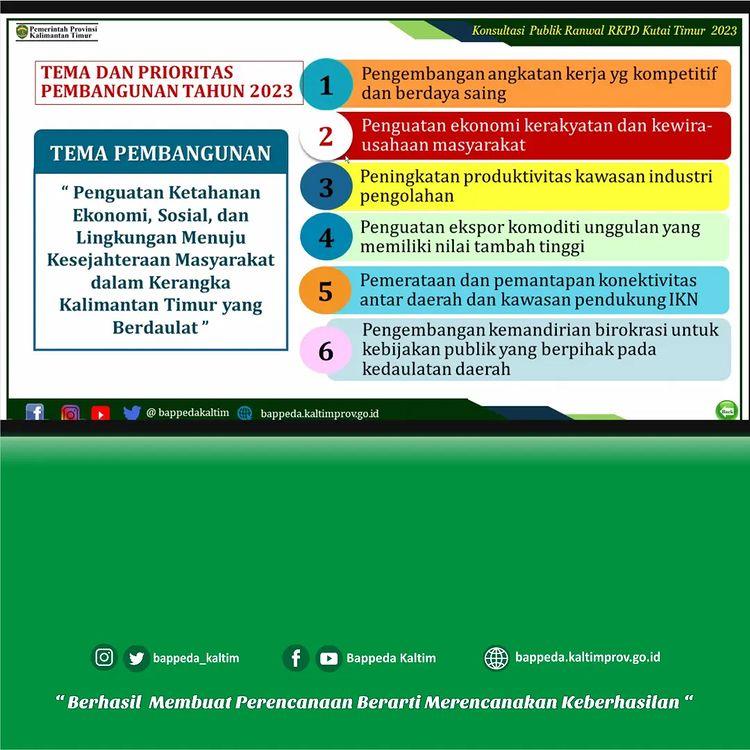 Pemerintah Provinsi
Kalimantan Timur
Konsultasi Publik Ranwal RKPD Kutai Timur 2023
TEMA DAN PRIORITAS
PEMBANGUNAN TAHUN 2023
TEMA PEMBANGUNAN
“ Penguatan Ketahanan
Ekonomi, Sosial, dan
Lingkungan Menuju
Kesejahteraan Masyarakat
dalam Kerangka
Kalimantan Timur yang
Berdaulat ”
1
Pengembangan angkatan kerja yg kompetitif
dan berdaya saing
2
Penguatan ekonomi kerakyatan dan kewira-
usahaan masyarakat
3
Peningkatan produktivitas kawasan industri
pengolahan
4
Penguatan ekspor komoditi unggulan yang
memiliki nilai tambah tinggi
5
Pemerataan dan pemantapan konektivitas
antar daerah dan kawasan pendukung IKN
6
Pengembangan kemandirian birokrasi untuk
kebijakan publik yang berpihak pada
kedaulatan daerah
@ bappedakaltim
bappeda.kaltimprov.go.id
Back
bappeda_kaltim
Bappeda Kaltim
bappeda.kaltimprov.go.id
“ Berhasil Membuat Perencanaan Berarti Merencanakan Keberhasilan “